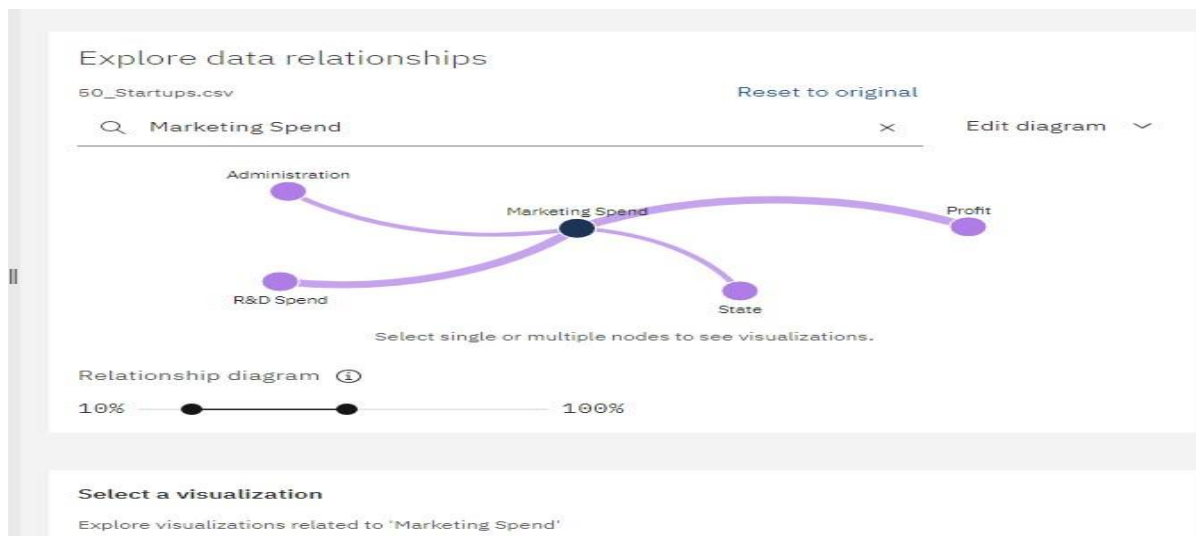 Explore data relationships
50_Startups.csv
Reset to original
Marketing Spend
Edit diagram
Administration
Marketing Spend
Profit
R&D Spend
State
Select single or multiple nodes to see visualizations.
Relationship diagram
10%
100%
Select a visualization
Explore visualizations related to 'Marketing Spend'